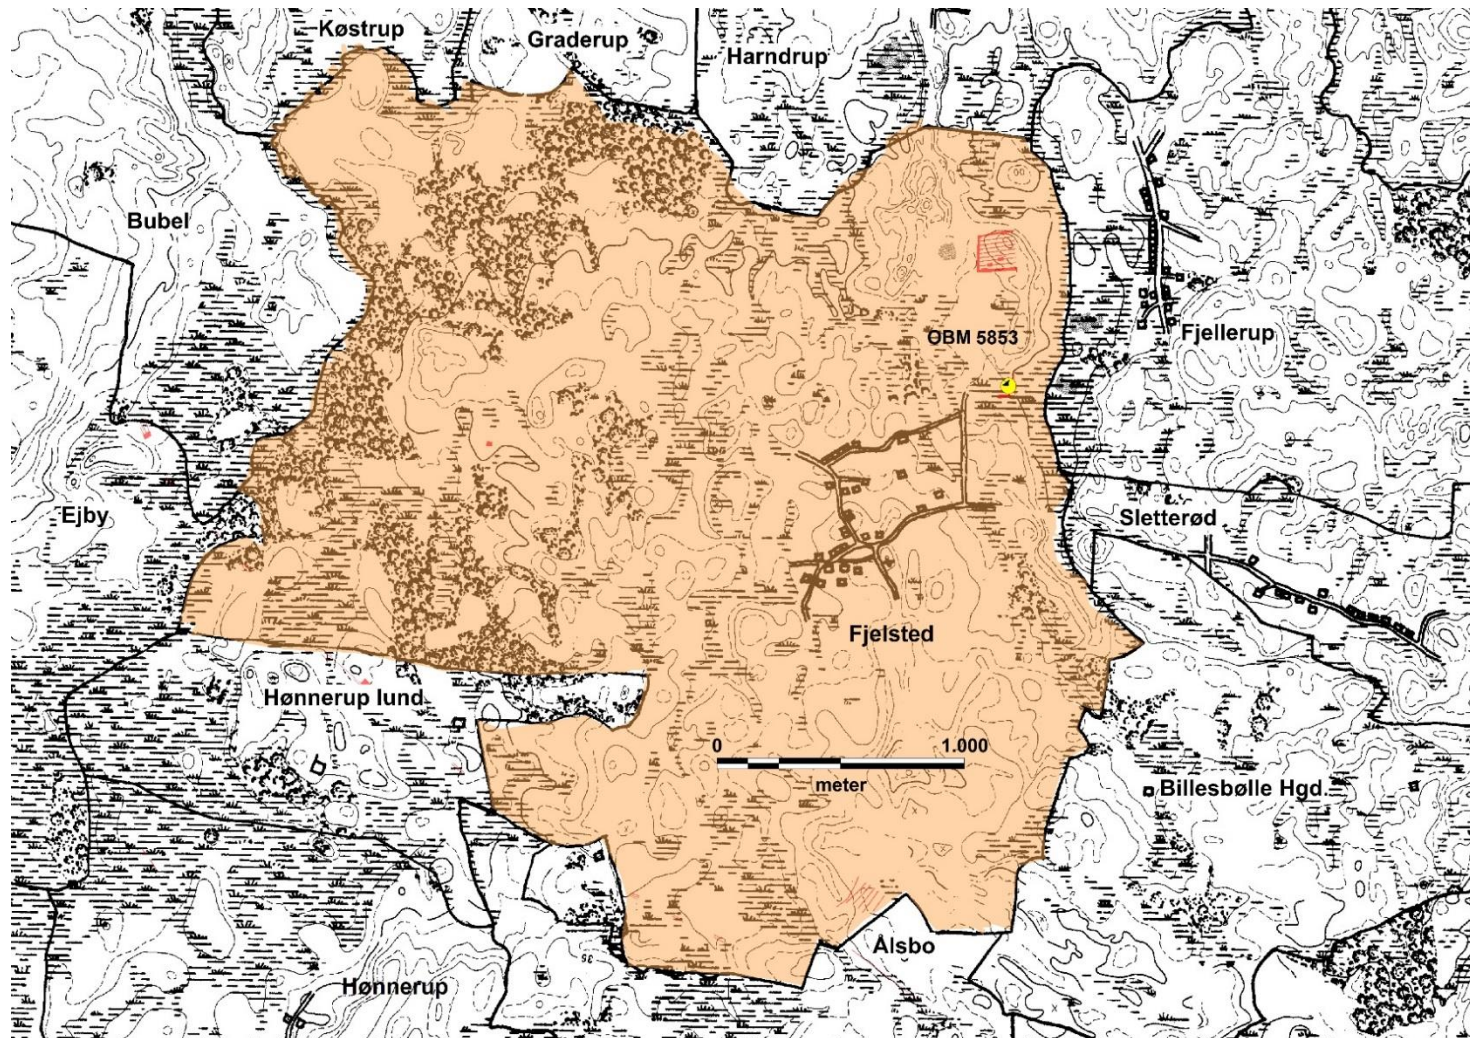 Køstrup
Graderup
Harndrup
Bubel
OBM 5853
Fjellerup
Ejby
Sletterød
Fjelsted
Hønnerup lund
0 1.000
meter
Billesbølle Hgd.
Ålsbo
Hønnerup